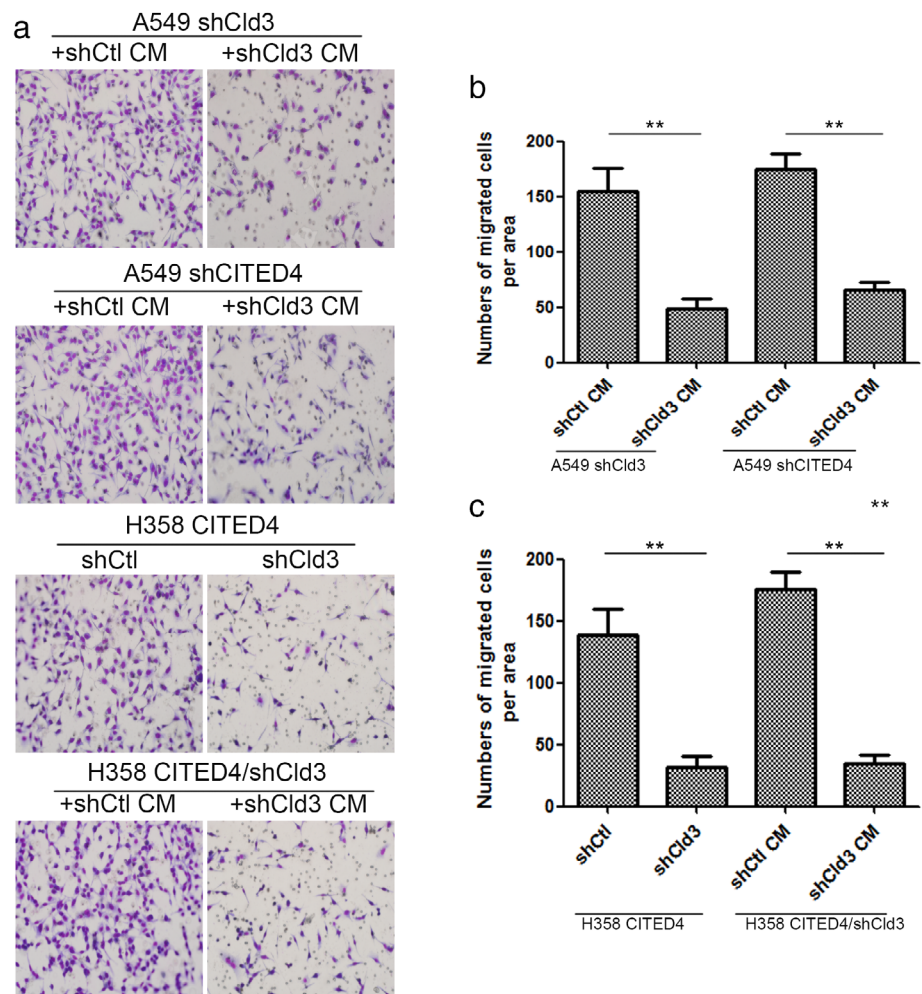 a
A549 shCld3
+shCtl CM +shCld3 CM
A549 shCITED4
+shCtl CM +shCld3 CM
H358 CITED4
shCtl shCld3
H358 CITED4/shCld3
+shCtl CM +shCld3 CM
b
Numbers of migrated cells
per area
200
150
100
50
0
** **
shCtl CM shCld3 CM shCtl CM shCld3 CM
A549 shCld3 A549 shCITED4
c
**
Numbers of migrated cells
per area
200
150
100
50
0
** **
shCtl shCld3 shCtl CM shCld3 CM
H358 CITED4 H358 CITED4/shCld3